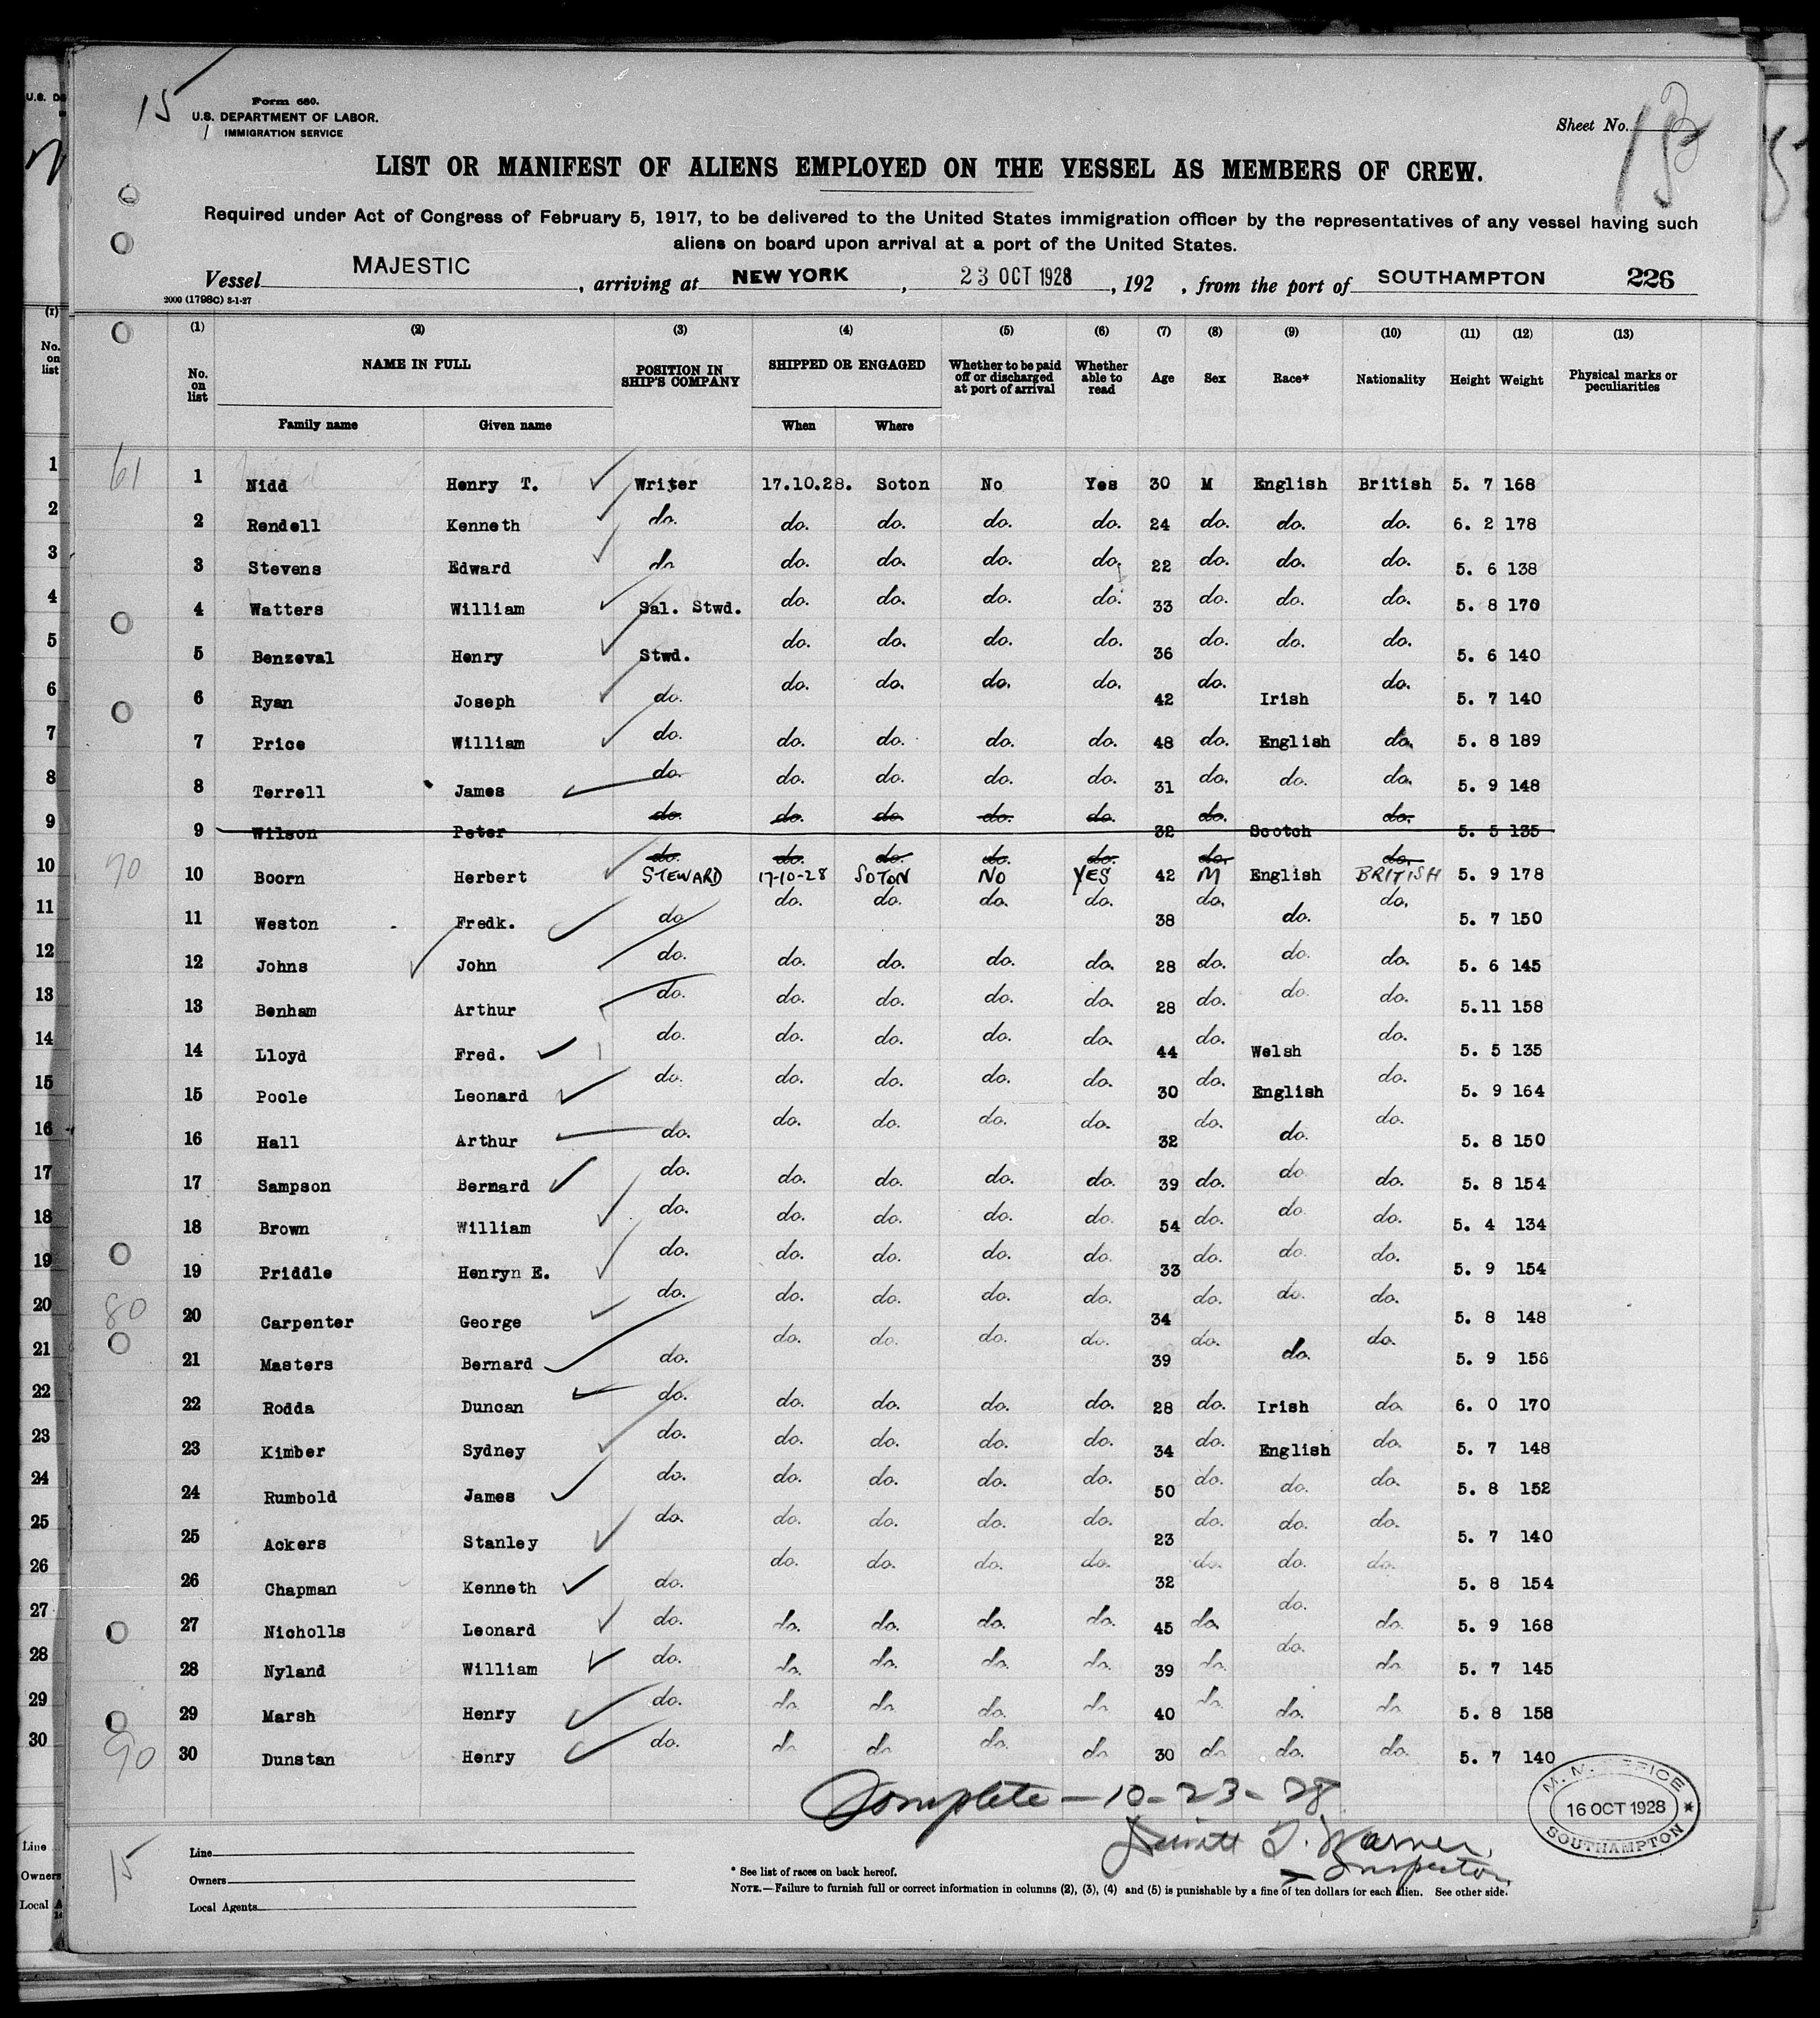 15
Form 680.
U.S. DEPARTMENT OF LABOR.
IMMIGRATION SERVICE
Sheet No.
LIST OR MANIFEST OF ALIENS EMPLOYED ON THE VESSEL AS MEMBERS OF CREW.
Required under Act of Congress of February 5, 1917, to be delivered to the United States immigration officer by the representatives of any vessel having such
aliens on board upon arrival at a port of the United States.
Vessel MAJESTIC , arriving at NEW YORK , 23 OCT 1928 , 192 , from the port of SOUTHAMPTON 226
2000 (1798C) 8-1-27
(1) (2) (3) (4) (5) (6) (7) (8) (9) (10) (11) (12) (13)
No. on list NAME IN FULL POSITION IN SHIP'S COMPANY SHIPPED OR ENGAGED Whether to be paid off or discharged at port of arrival Whether able to read Age Sex Race* Nationality Height Weight Physical marks or peculiarities
Family name Given name When Where
61 1 Nidd Henry T. Writer 17.10.28. Soton No Yes 30 M English British 5. 7 168
2 Rendell Kenneth do. do. do. do. do. 24 do. do. do. 6. 2 178
3 Stevens Edward do do. do. do. do. 22 do. do. do. 5. 6 138
4 Watters William Sal. Stwd. do. do. do. do. 33 do. do. do. 5. 8 170
5 Benzeval Henry Stwd. do. do. do. do. 36 do. do. do. 5. 6 140
6 Ryan Joseph do. do. do. do. do. 42 do. Irish do. 5. 7 140
7 Price William do. do. do. do. do. 48 do. English do. 5. 8 189
8 Terrell James do. do. do. do. do. 31 do. do. do. 5. 9 148
9 Wilson Peter do. do. do. do. do. 32 do. Scotch do. 5. 5 135
do. do. do. do. do. do. do.
10 Boorn Herbert STEWARD 17-10-28 SOTON NO YES 42 M English BRITISH 5. 9 178
11 Weston Fredk. do do. do. do. do. 38 do. do. do. 5. 7 150
12 Johns John do. do. do. do. do. 28 do. do. do. 5. 6 145
13 Benham Arthur do. do. do. do. do. 28 do. do. do. 5.11 158
14 Lloyd Fred. do. do. do. do. do. 44 do. Welsh do. 5. 5 135
15 Poole Leonard do. do. do. do. do. 30 do. English do. 5. 9 164
16 Hall Arthur do. do. do. do. do. 32 do. do. do. 5. 8 150
17 Sampson Bernard do. do. do. do. do. 39 do. do do. 5. 8 154
18 Brown William do. do. do. do. do. 54 do. do. do. 5. 4 134
19 Priddle Henryn E. do. do. do. do. do. 33 do. do. do. 5. 9 154
80 20 Carpenter George do. do. do. do. do. 34 do. do. do. 5. 8 148
21 Masters Bernard do. do. do. do. do. 39 do. do. do. 5. 9 156
22 Rodda Duncan do. do. do. do. do. 28 do. Irish do. 6. 0 170
23 Kimber Sydney do. do. do. do. do. 34 do. English do. 5. 7 148
24 Rumbold James do. do. do. do. do. 50 do. do. do. 5. 8 152
25 Ackers Stanley do. do. do. do. do. 23 do. do. do. 5. 7 140
26 Chapman Kenneth do. do. do. do. do. 32 do. do. do. 5. 8 154
27 Nicholls Leonard do. do. do. do. do. 45 do. do. do. 5. 9 168
28 Nyland William do. do. do. do. do. 39 do. do. do 5. 7 145
29 Marsh Henry do. do do do. do 40 do do. do 5. 8 158
90 30 Dunstan Henry do. do do do. do 30 do do. do. 5. 7 140
Complete - 10-23-28
Warner,
Inspector
M. M. OFFICE
16 OCT 1928
SOUTHAMPTON
15
Line
Owners
Local Agents
* See list of races on back hereof.
NOTE.—Failure to furnish full or correct information in columns (2), (3), (4) and (5) is punishable by a fine of ten dollars for each alien. See other side.